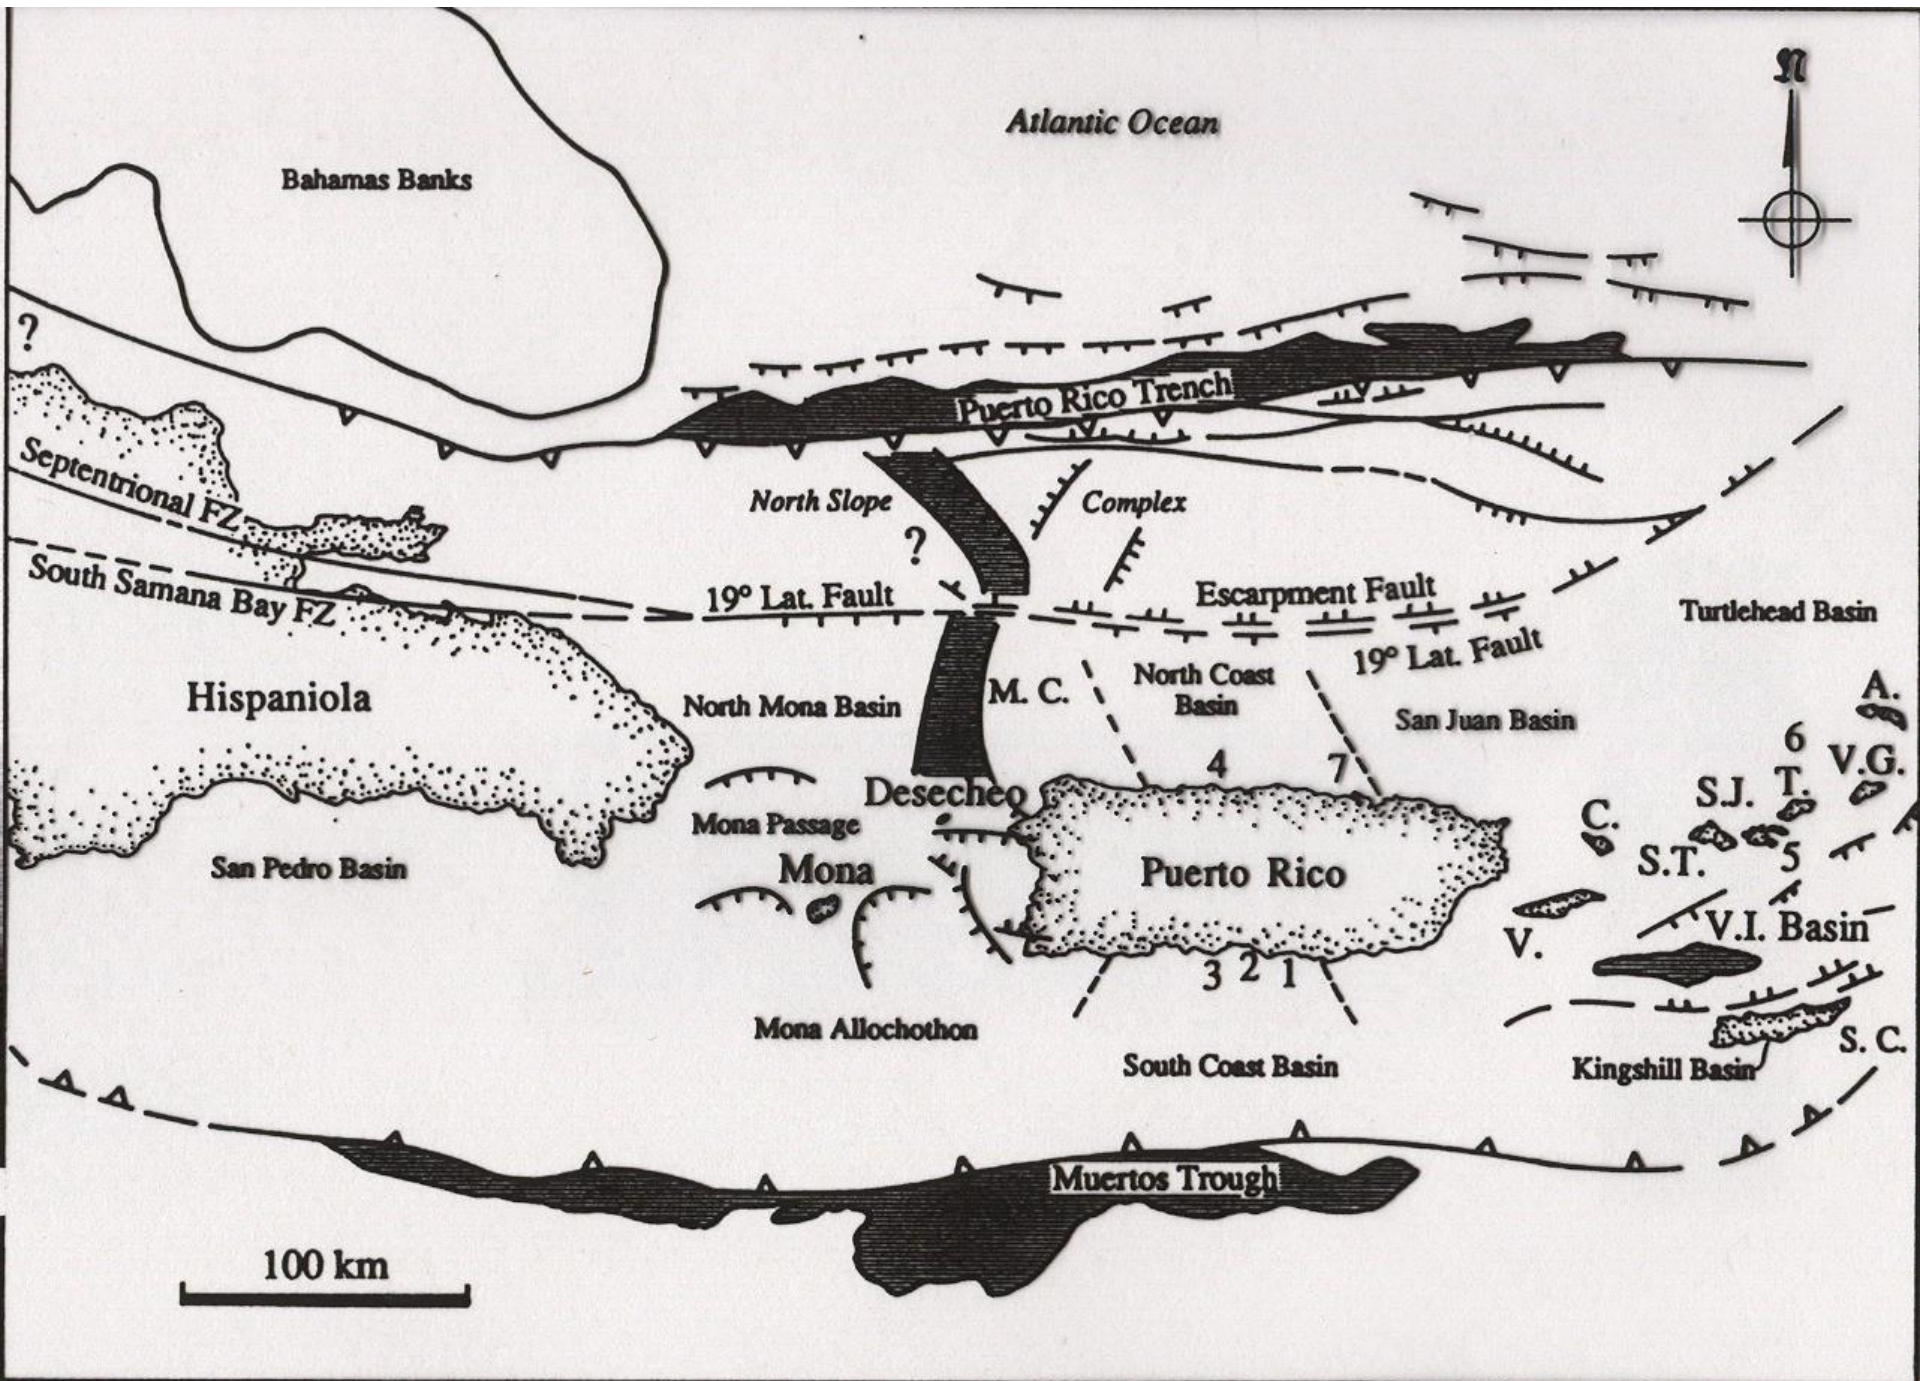 N
Atlantic Ocean
Bahamas Banks
?
Puerto Rico Trench
Septentrional FZ
North Slope
Complex
?
South Samana Bay FZ
19° Lat. Fault
Escarpment Fault
Turtlehead Basin
19° Lat. Fault
Hispaniola
North Mona Basin
M. C.
North Coast
Basin
San Juan Basin
A.
6
V.G.
4
7
T.
S.J.
Desecheo
C.
Mona Passage
San Pedro Basin
Mona
Puerto Rico
S.T.
5
V.
V.I. Basin
3 2 1
Mona Allochothon
South Coast Basin
Kingshill Basin
S. C.
Muertos Trough
100 km